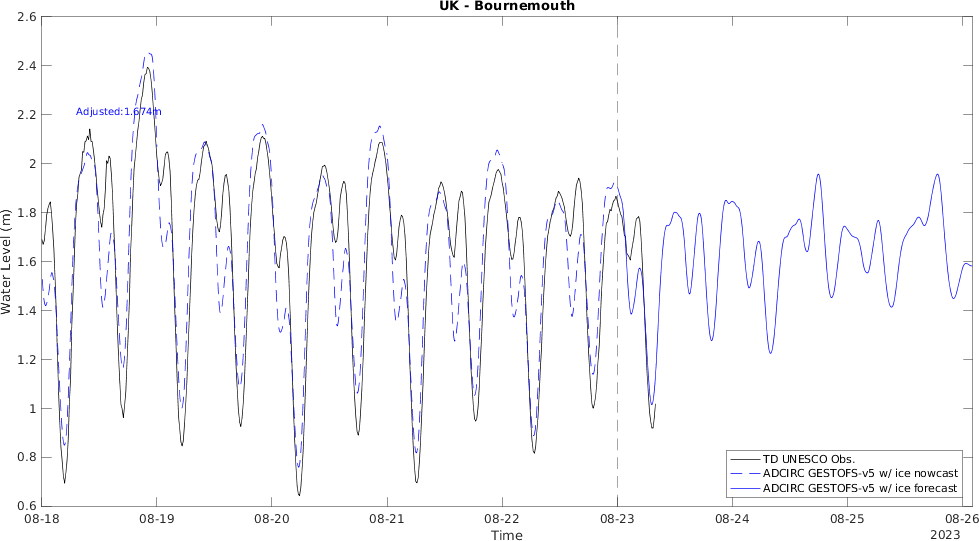 UK - Bournemouth
2.6
2.4
2.2
2
1.8
1.6
1.4
1.2
1
0.8
0.6
Water Level (m)
Adjusted:1.674m
TD UNESCO Obs.
ADCIRC GESTOFS-v5 w/ ice nowcast
ADCIRC GESTOFS-v5 w/ ice forecast
08-18 08-19 08-20 08-21 08-22 08-23 08-24 08-25 08-26
Time
2023